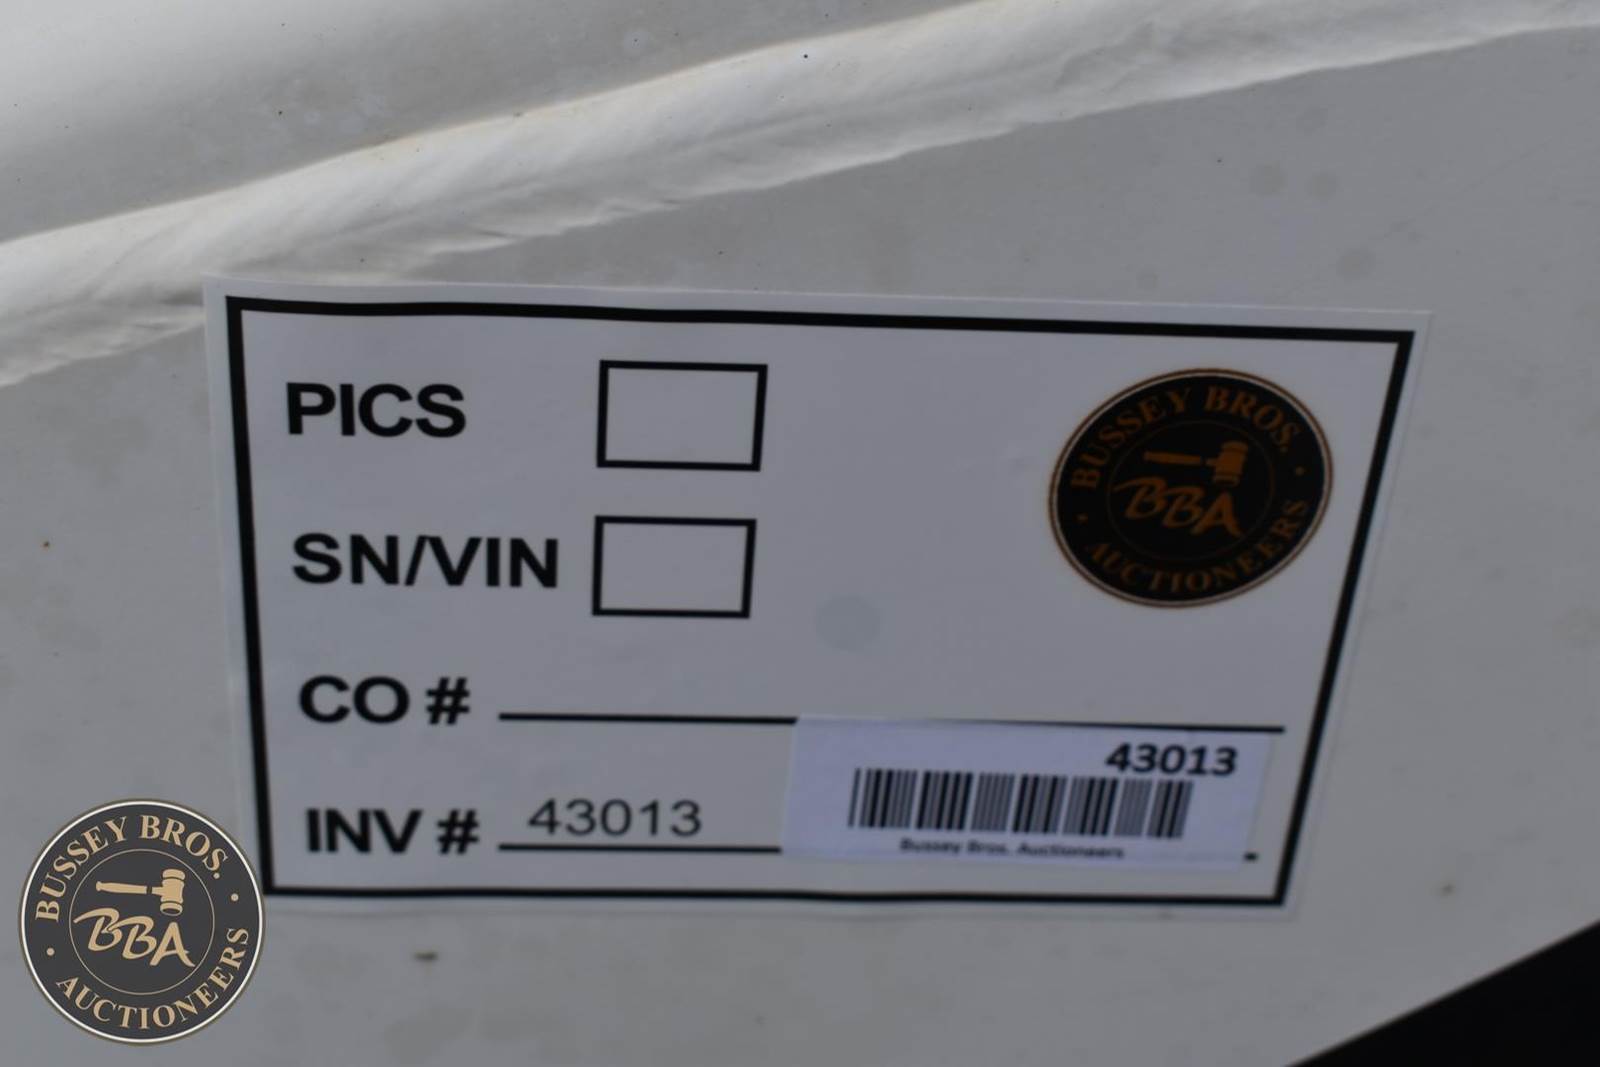 PICS
BUSSEY BROS.
BBA
AUCTIONEERS
SN/VIN
CO #
43013
INV # 43013
Bussey Bros. Auctioneers
BUSSEY BROS.
BBA
AUCTIONEERS